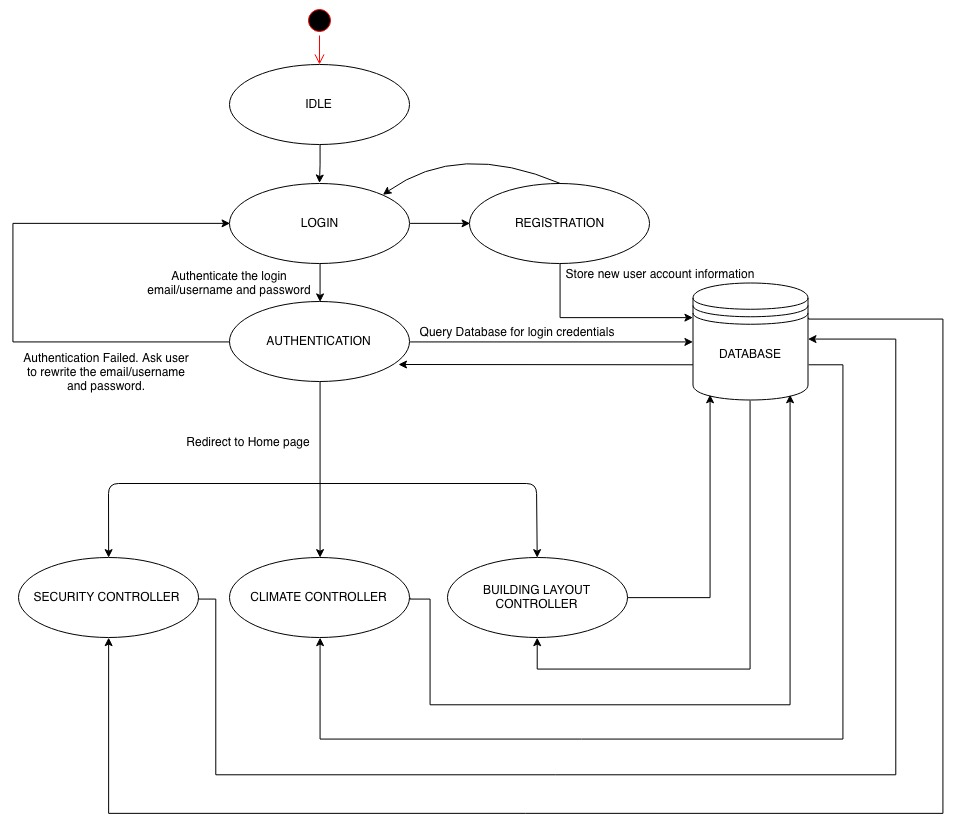 IDLE
LOGIN
REGISTRATION
Authenticate the login
email/username and password
Store new user account information
AUTHENTICATION
Query Database for login credentials
DATABASE
Authentication Failed. Ask user
to rewrite the email/username
and password.
Redirect to Home page
SECURITY CONTROLLER
CLIMATE CONTROLLER
BUILDING LAYOUT
CONTROLLER